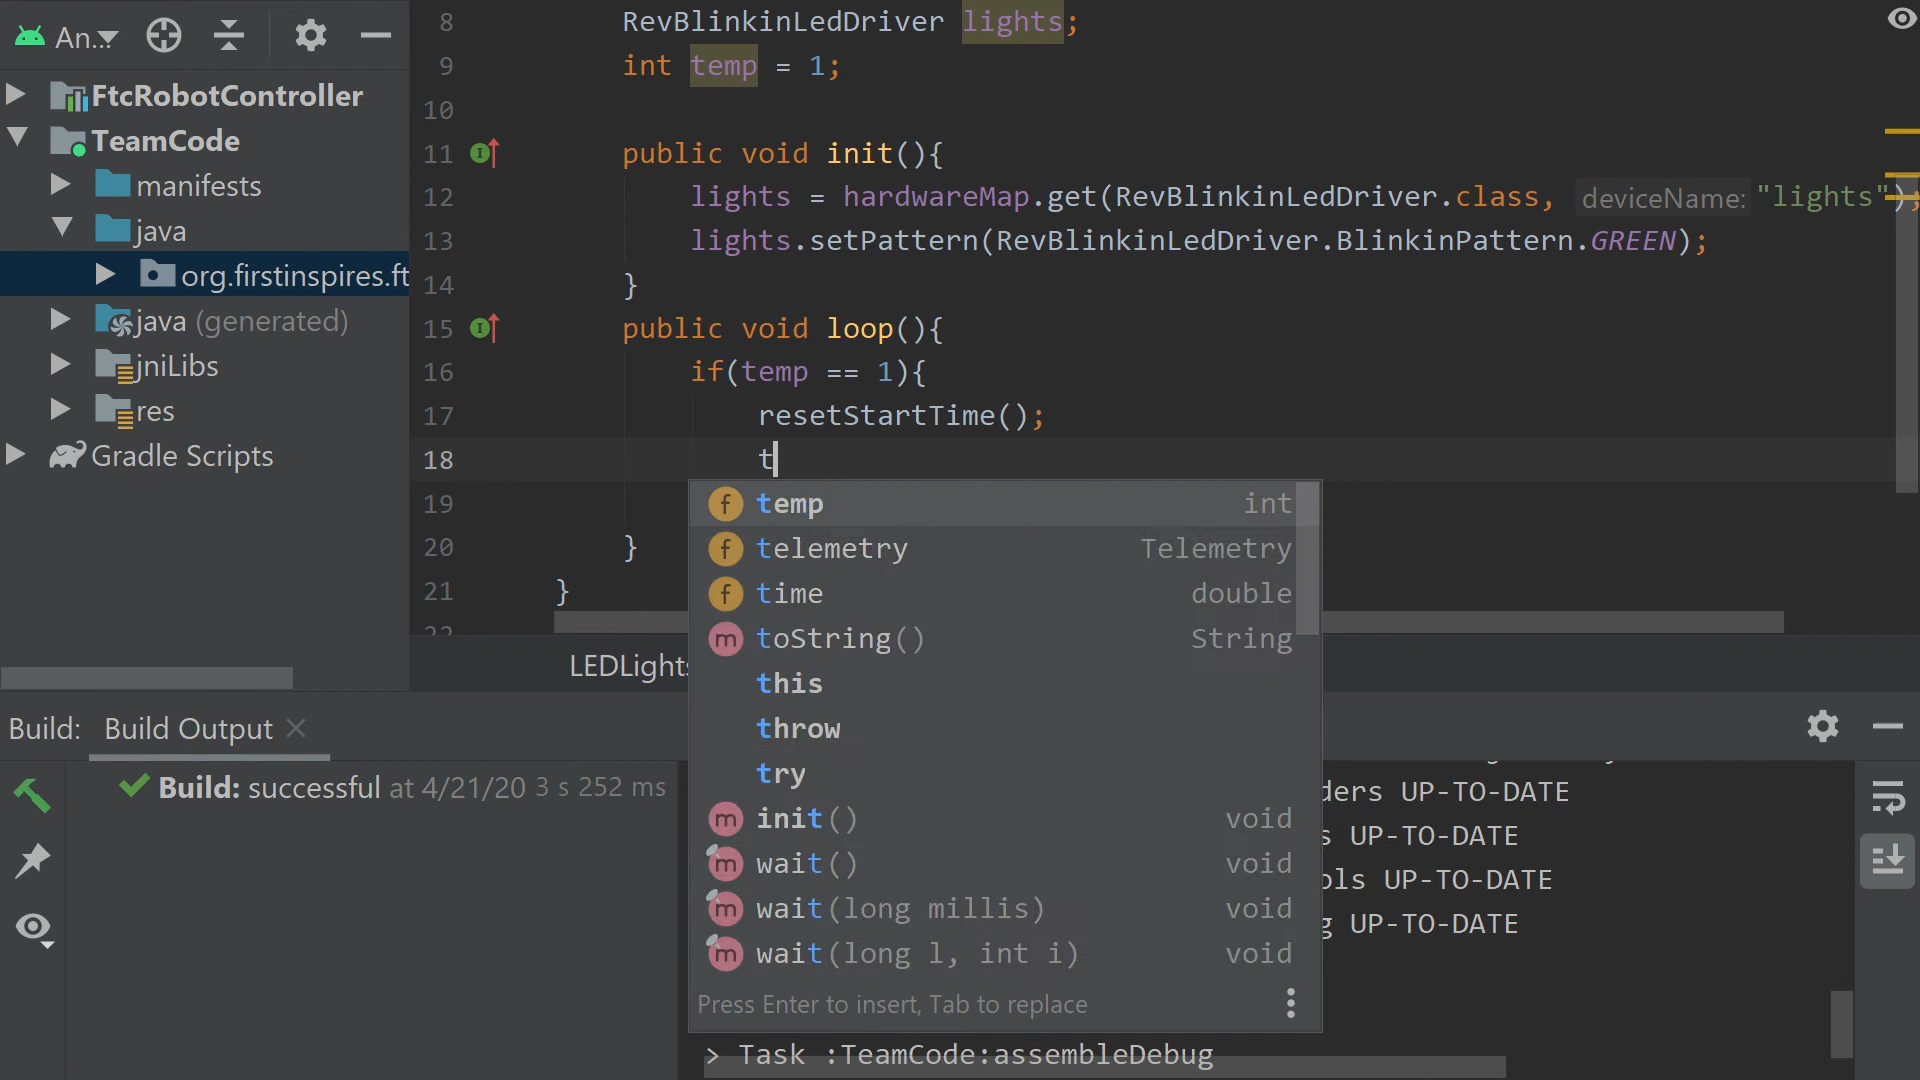 An...
FtcRobotController
TeamCode
manifests
java
org.firstinspires.ft
java (generated)
jniLibs
res
Gradle Scripts
8 RevBlinkinLedDriver lights;
9 int temp = 1;
10
11 public void init(){
12 lights = hardwareMap.get(RevBlinkinLedDriver.class, deviceName: "lights");
13 lights.setPattern(RevBlinkinLedDriver.BlinkinPattern.GREEN);
14 }
15 public void loop(){
16 if(temp == 1){
17 resetStartTime();
18 t
19
20 }
21 }
22
temp int
telemetry Telemetry
time double
toString() String
this
throw
try
init() void
wait() void
wait(long millis) void
wait(long l, int i) void
Press Enter to insert, Tab to replace
LEDLights
Build: Build Output
Build: successful at 4/21/20 3 s 252 ms
ders UP-TO-DATE
s UP-TO-DATE
ols UP-TO-DATE
g UP-TO-DATE
> Task :TeamCode:assembleDebug